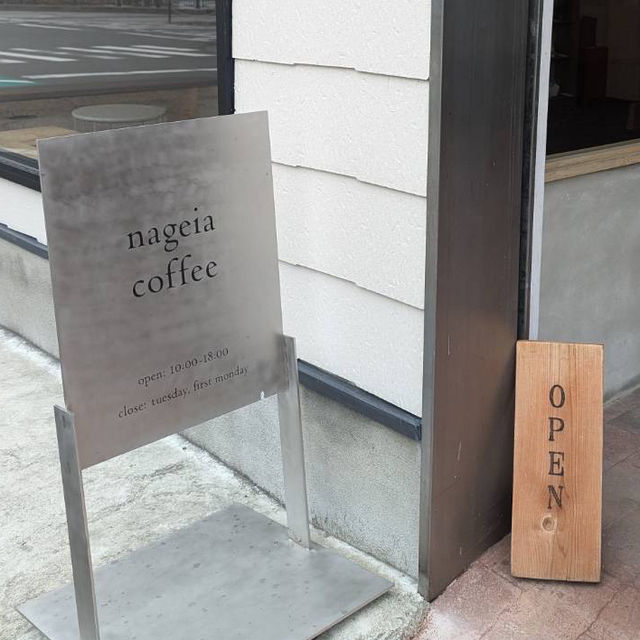 nageia
coffee
open: 10:00-18:00
close: tuesday, first monday
OPEN